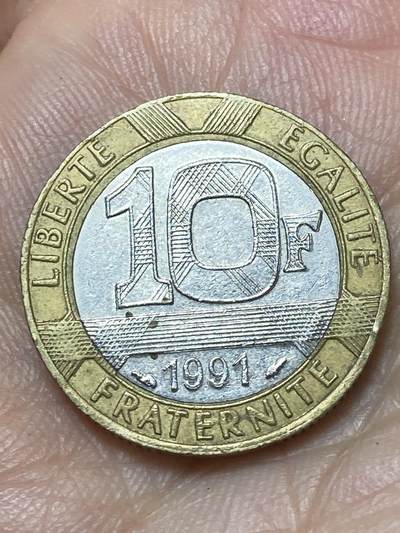 LIBERTE
EGALITE
10F
1991
FRATERNITE